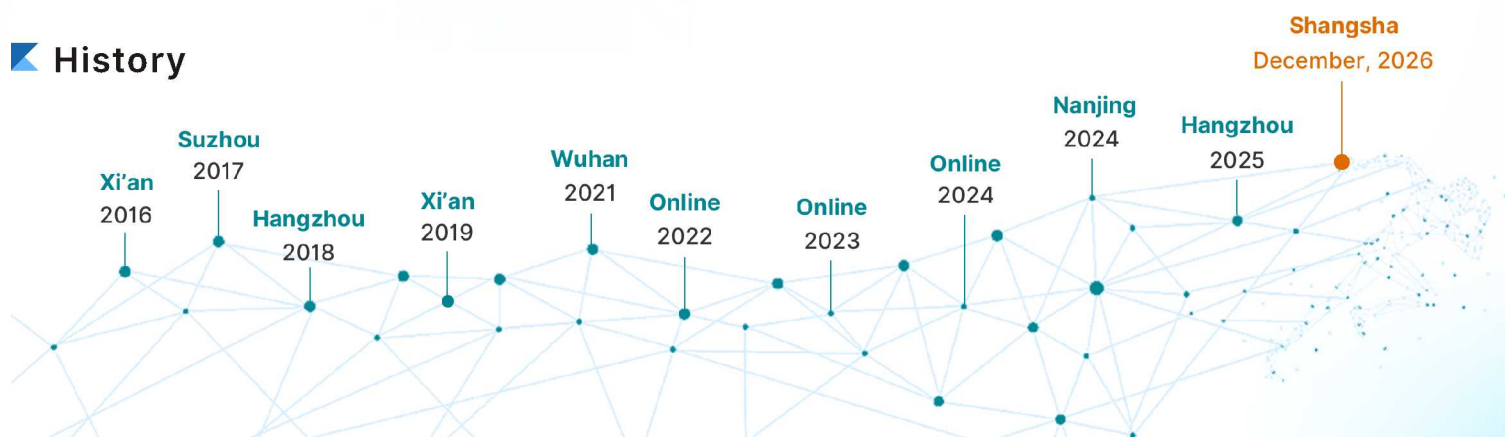 History
Xi’an
2016
Suzhou
2017
Hangzhou
2018
Xi’an
2019
Wuhan
2021
Online
2022
Online
2023
Online
2024
Nanjing
2024
Hangzhou
2025
Shangsha
December, 2026